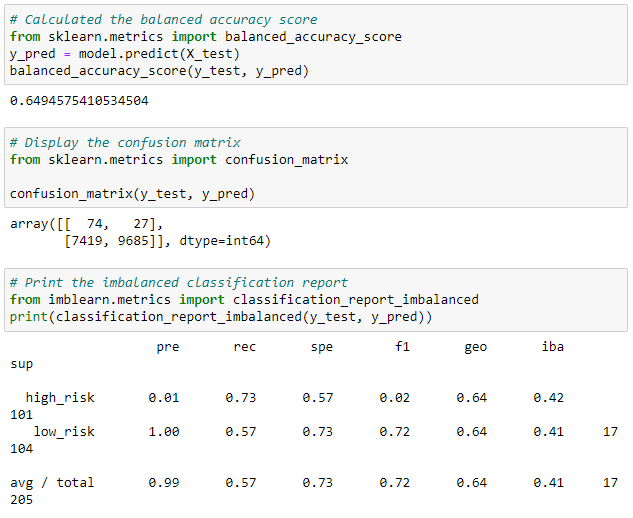 # Calculated the balanced accuracy score
from sklearn.metrics import balanced_accuracy_score
y_pred = model.predict(X_test)
balanced_accuracy_score(y_test, y_pred)
0.6494575410534504
# Display the confusion matrix
from sklearn.metrics import confusion_matrix
confusion_matrix(y_test, y_pred)
array([[  74,   27],
       [7419, 9685]], dtype=int64)
# Print the imbalanced classification report
from imblearn.metrics import classification_report_imbalanced
print(classification_report_imbalanced(y_test, y_pred))
pre       rec       spe        f1       geo       iba
sup
high_risk       0.01      0.73      0.57      0.02      0.64      0.42
101
low_risk       1.00      0.57      0.73      0.72      0.64      0.41     17
104
avg / total       0.99      0.57      0.73      0.72      0.64      0.41     17
205